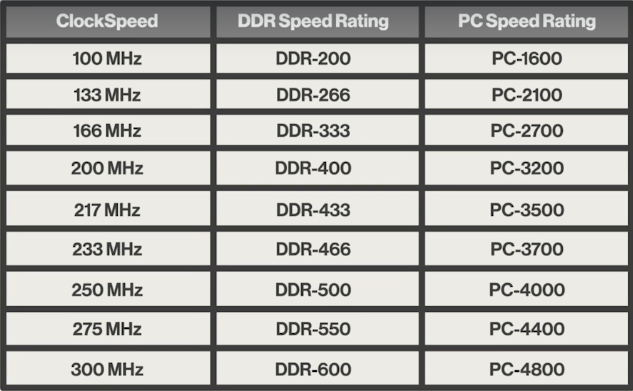 ClockSpeed DDR Speed Rating PC Speed Rating
100 MHz DDR-200 PC-1600
133 MHz DDR-266 PC-2100
166 MHz DDR-333 PC-2700
200 MHz DDR-400 PC-3200
217 MHz DDR-433 PC-3500
233 MHz DDR-466 PC-3700
250 MHz DDR-500 PC-4000
275 MHz DDR-550 PC-4400
300 MHz DDR-600 PC-4800